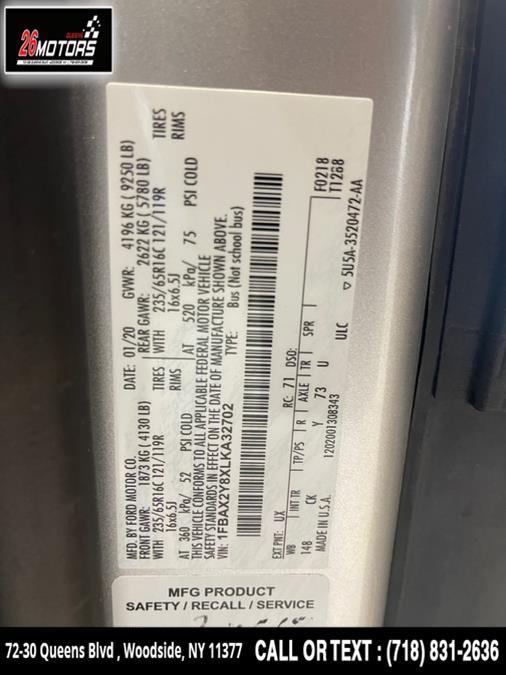 26
QUEENS
MOTORS
MFD. BY FORD MOTOR CO. DATE: 01/20 GVWR: 4196 KG ( 9250 LB)
FRONT GAWR: 1873 KG ( 4130 LB) REAR GAWR: 2622 KG ( 5780 LB)
WITH 235/65R16C 121/119R TIRES WITH 235/65R16C 121/119R TIRES
16x6.5J RIMS 16x6.5J RIMS
AT 360 kPa/ 52 PSI COLD AT 520 kPa/ 75 PSI COLD
THIS VEHICLE CONFORMS TO ALL APPLICABLE FEDERAL MOTOR VEHICLE
SAFETY STANDARDS IN EFFECT ON THE DATE OF MANUFACTURE SHOWN ABOVE.
VIN: 1FBAX2Y8XLKA32702 TYPE: Bus (Not school bus)
EXT PNT: UX RC: 71 DSO: F0218
T1268
WB INT TR TP/PS R AXLE TR SPR
148 CK Y 73 U
MADE IN U.S.A. 1202001308343 ULC ▽ 5U5A-3520472-AA
MFG PRODUCT
SAFETY / RECALL / SERVICE
72-30 Queens Blvd , Woodside, NY 11377 CALL OR TEXT : (718) 831-2636